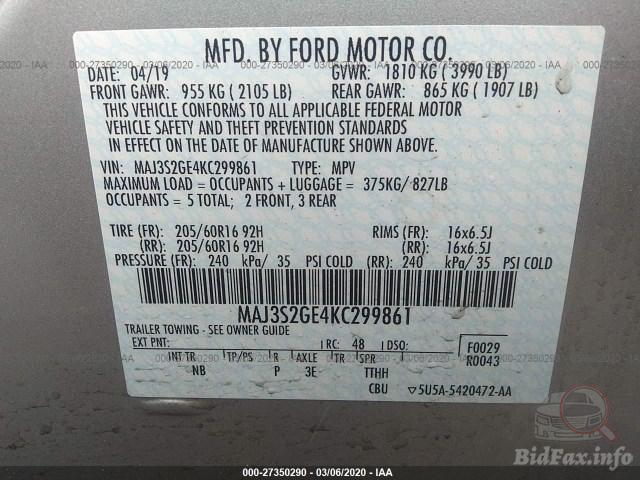 MFD. BY FORD MOTOR CO.
DATE: 04/19 GVWR: 1810 KG ( 3990 LB)
FRONT GAWR: 955 KG ( 2105 LB) REAR GAWR: 865 KG ( 1907 LB)
000-27350290 - 03/06/2020 - IAA
THIS VEHICLE CONFORMS TO ALL APPLICABLE FEDERAL MOTOR
VEHICLE SAFETY AND THEFT PREVENTION STANDARDS
IN EFFECT ON THE DATE OF MANUFACTURE SHOWN ABOVE.
VIN: MAJ3S2GE4KC299861 TYPE: MPV
MAXIMUM LOAD = OCCUPANTS + LUGGAGE = 375KG/ 827LB
OCCUPANTS = 5 TOTAL; 2 FRONT, 3 REAR
TIRE (FR): 205/60R16 92H RIMS (FR): 16x6.5J
(RR): 205/60R16 92H (RR): 16x6.5J
PRESSURE (FR): 240 kPa/ 35 PSI COLD (RR): 240 kPa/ 35 PSI COLD
MAJ3S2GE4KC299861
TRAILER TOWING - SEE OWNER GUIDE
EXT PNT: RC: 48 DSO: F0029
INT TR TP/PS R AXLE TR SPR R0043
NB P 3E TTHH
CBU ▽5U5A-5420472-AA
BidFax.info
000-27350290 - 03/06/2020 - IAA